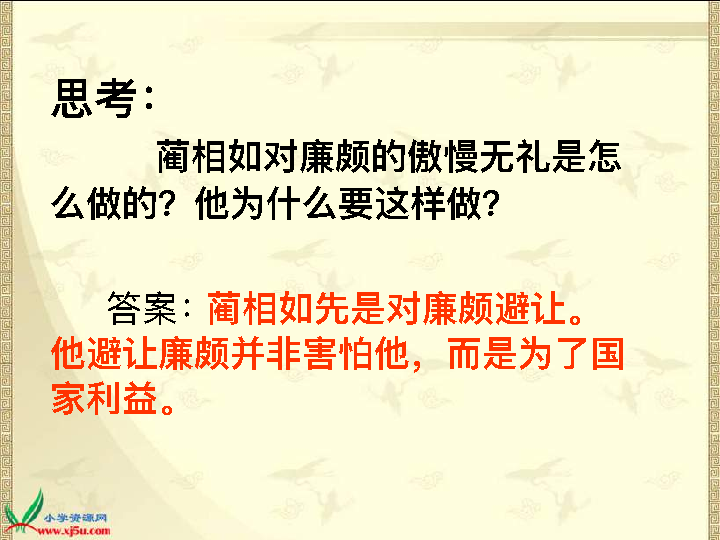 思考：
蔺相如对廉颇的傲慢无礼是怎
么做的？他为什么要这样做？
答案：蔺相如先是对廉颇避让。
他避让廉颇并非害怕他，而是为了国
家利益。
小学资源网
www.xj5u.com